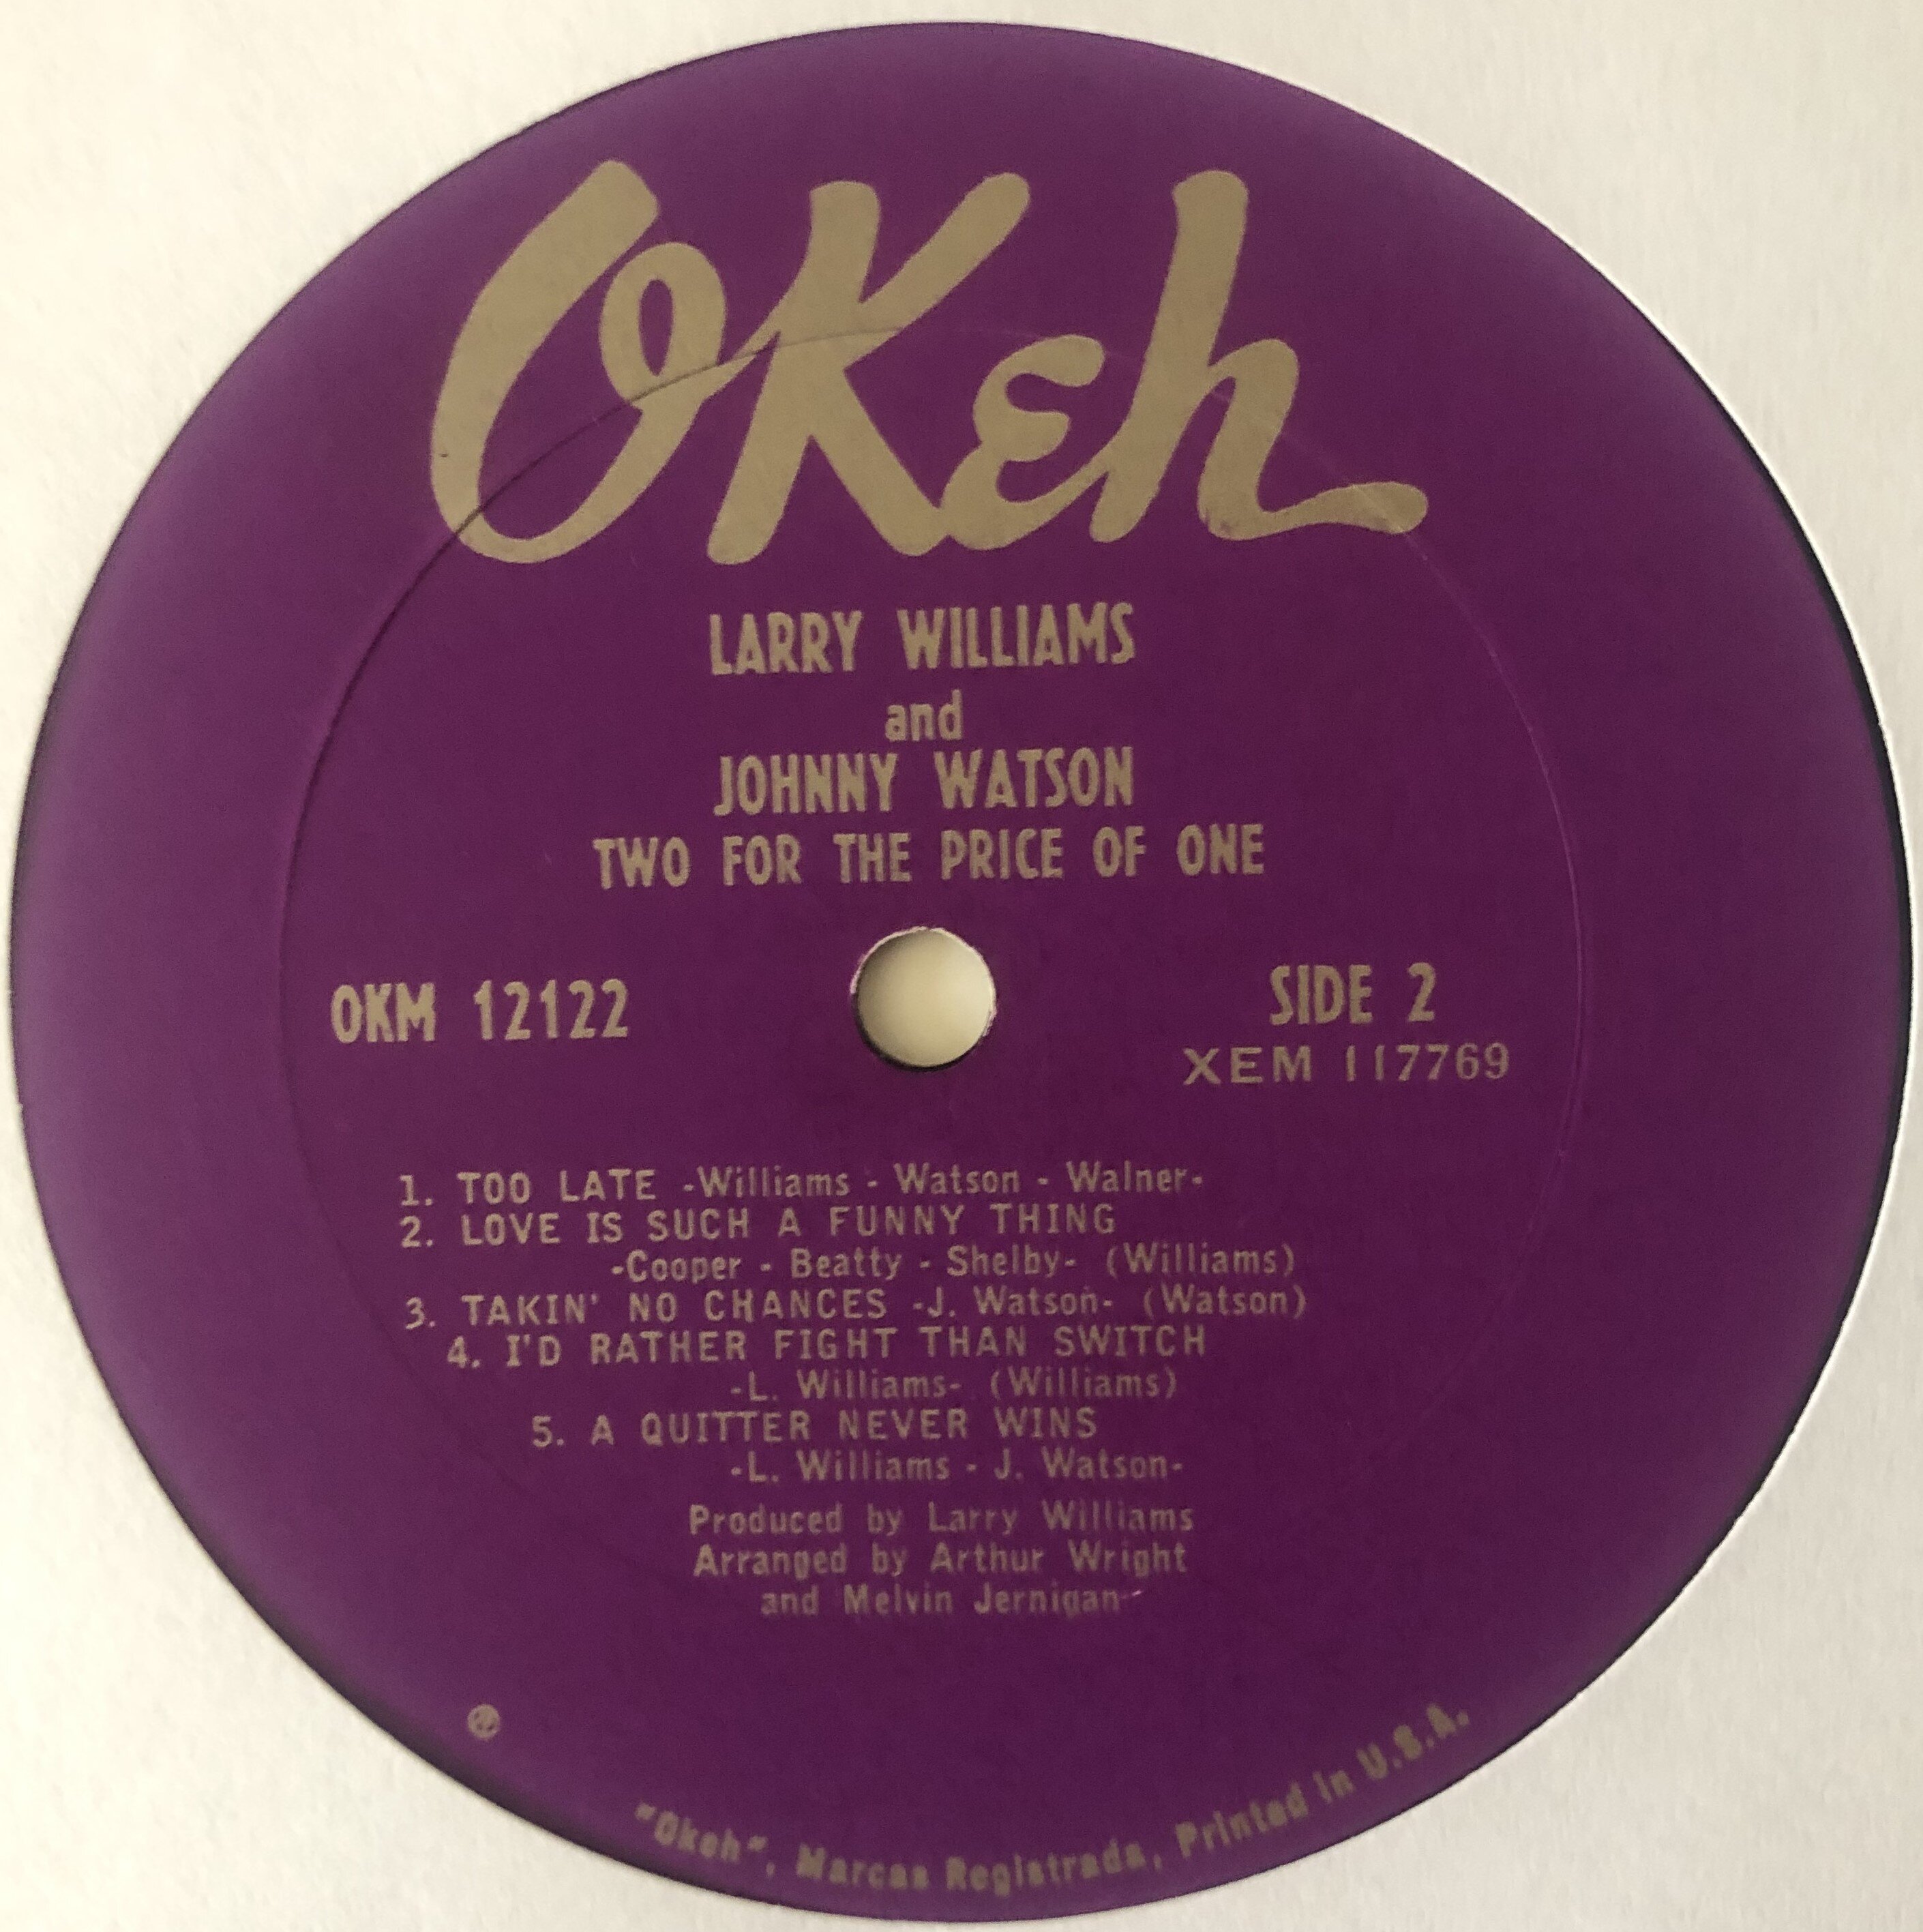 OKeh
LARRY WILLIAMS
and
JOHNNY WATSON
TWO FOR THE PRICE OF ONE
OKM 12122
SIDE 2
XEM 117769
1. TOO LATE -Williams - Watson - Walner-
2. LOVE IS SUCH A FUNNY THING
-Cooper - Beatty - Shelby- (Williams)
3. TAKIN' NO CHANCES -J. Watson- (Watson)
4. I'D RATHER FIGHT THAN SWITCH
-L. Williams- (Williams)
5. A QUITTER NEVER WINS
-L. Williams - J. Watson-
Produced by Larry Williams
Arranged by Arthur Wright
and Melvin Jernigan-
®
"Okeh", Marcas Registrada, Printed in U.S.A.